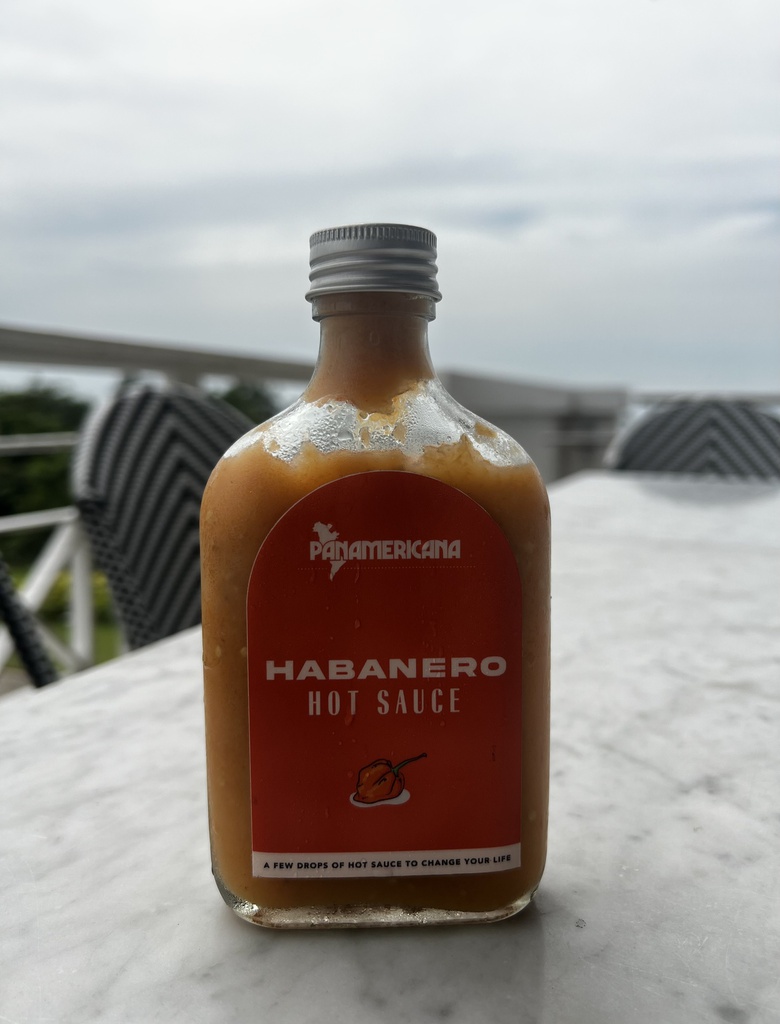 PANAMERICANA
HABANERO
HOT SAUCE
A FEW DROPS OF HOT SAUCE TO CHANGE YOUR LIFE